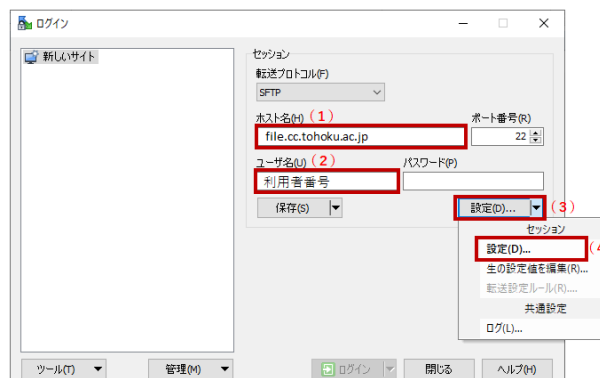 ログイン
新しいサイト
セッション
転送プロトコル(F)
SFTP
ホスト名(H) (1)
ポート番号(R)
file.cc.tohoku.ac.jp
22
ユーザ名(U) (2)
パスワード(P)
利用者番号
保存(S)
設定(D)... (3)
セッション
設定(D)... (4
生の設定値を編集(R)...
転送設定ルール(R)....
共通設定
ログ(L)...
ツール(T)
管理(M)
ログイン
閉じる
ヘルプ(H)